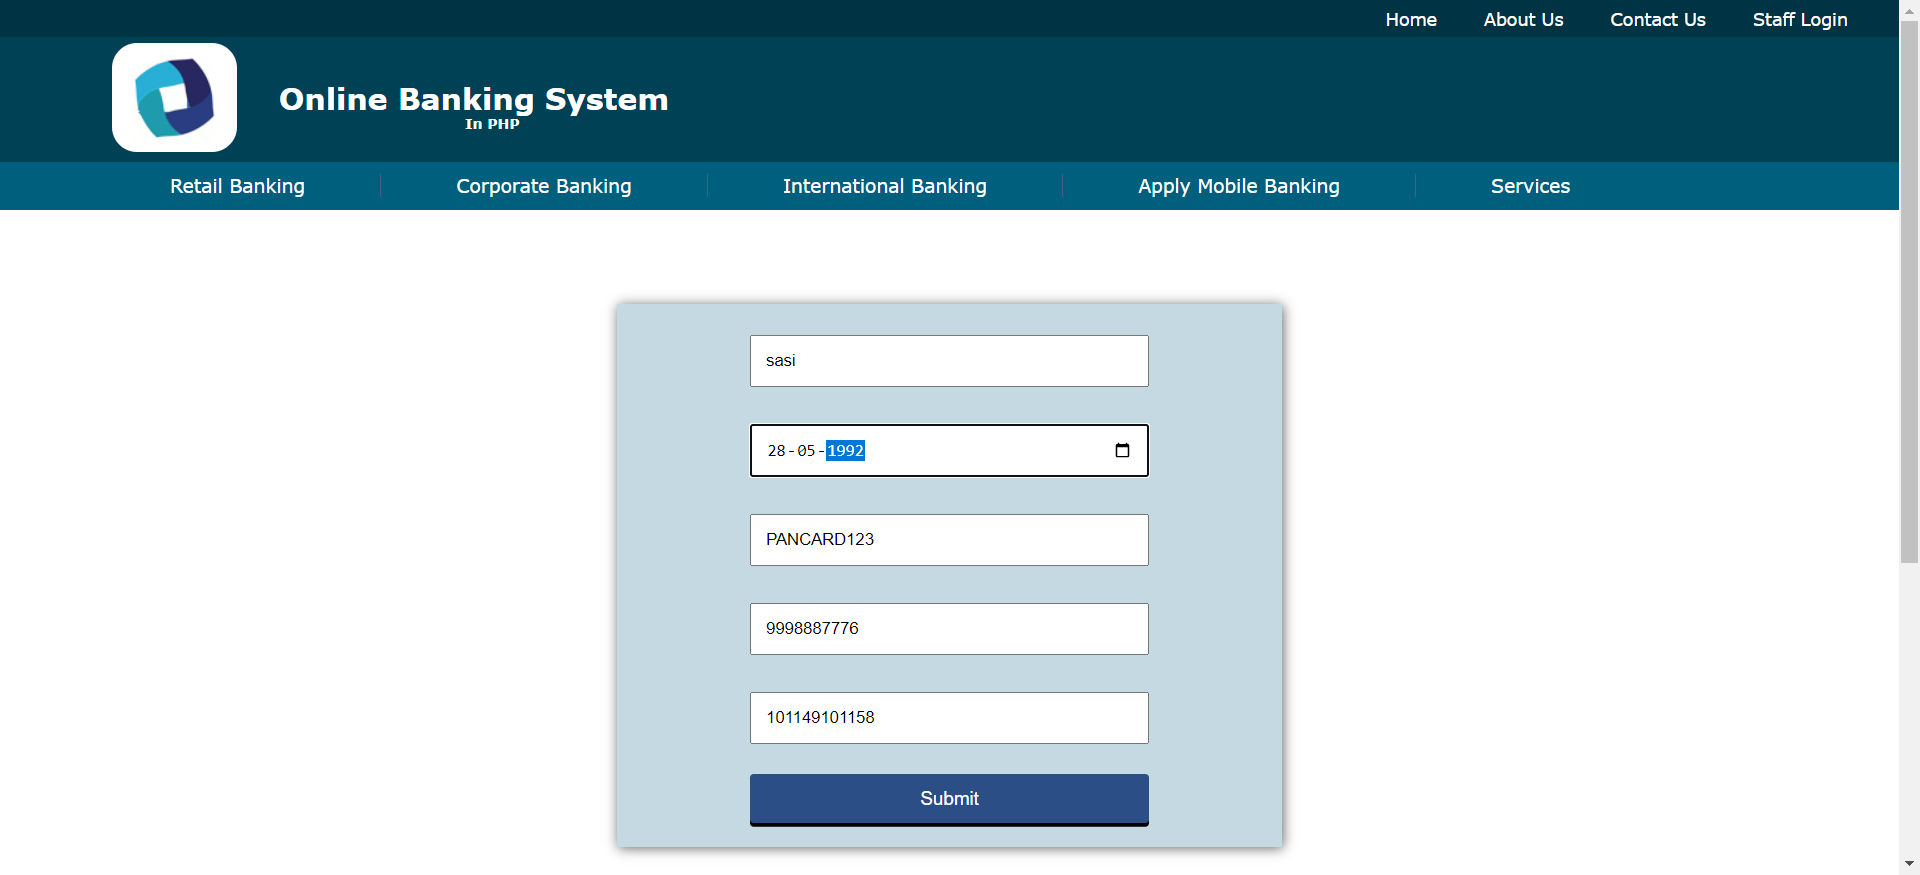 Home About Us Contact Us Staff Login
Online Banking System
In PHP
Retail Banking Corporate Banking International Banking Apply Mobile Banking Services
sasi
28-05-1992
PANCARD123
9998887776
101149101158
Submit